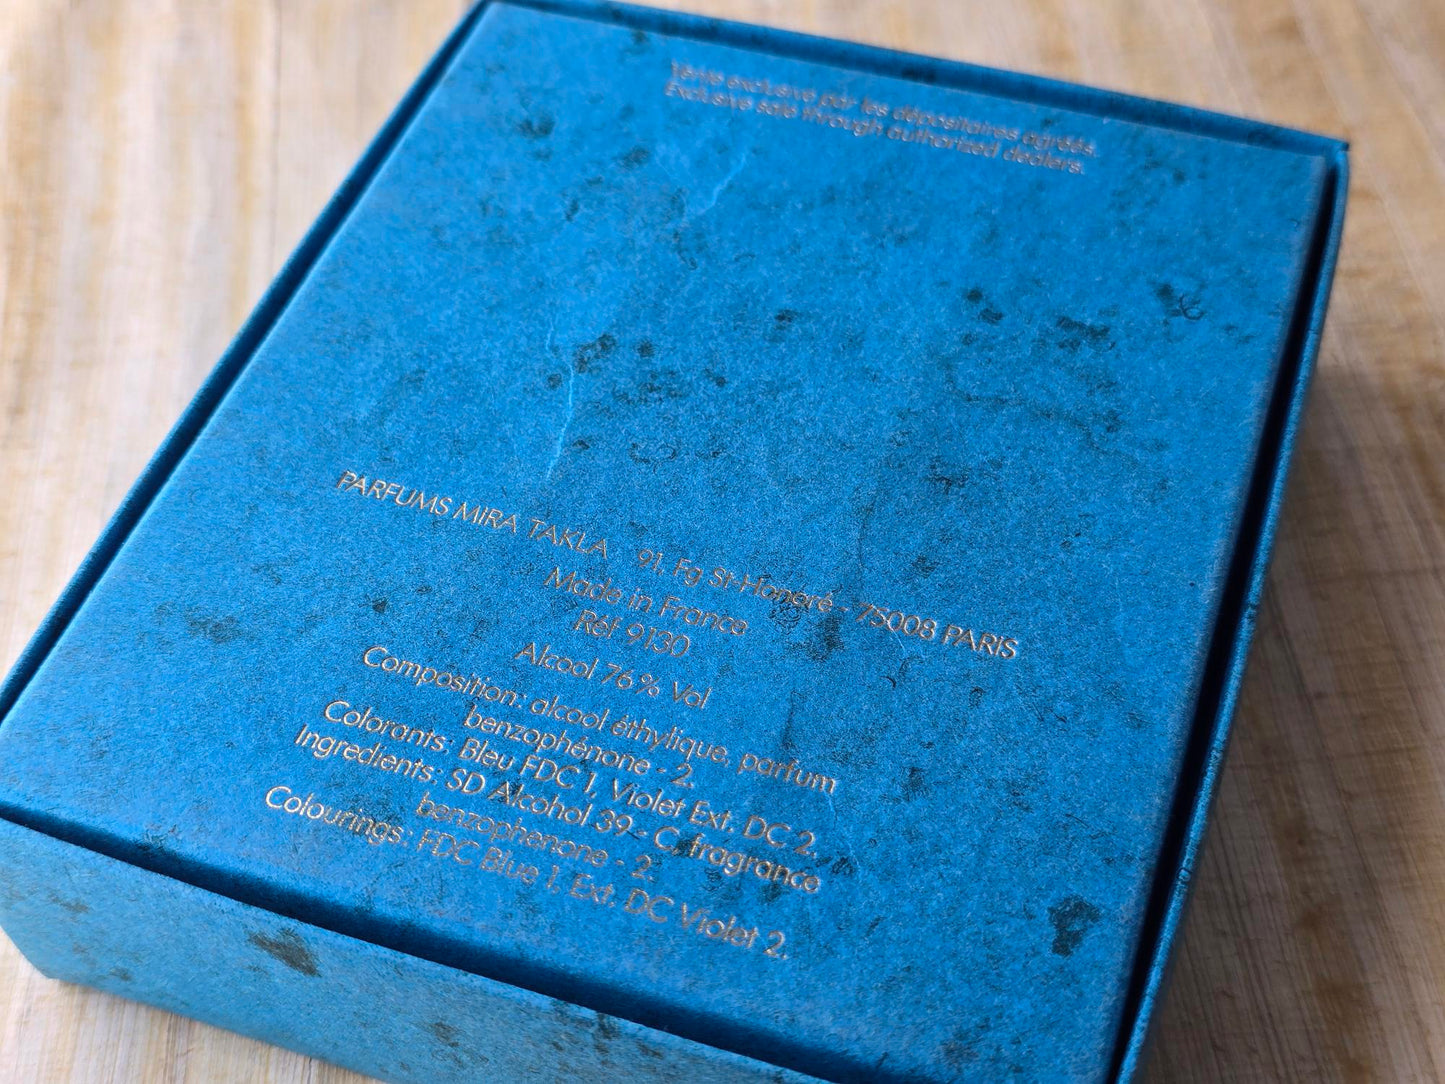 Vente exclusive par les dépositaires agréés.
Exclusive sale through authorized dealers.
PARFUMS MIRA TAKLA 91, Fg St-Honoré - 75008 PARIS
Made in France
Réf 9130
Alcool 76% Vol
Composition: alcool éthylique, parfum
benzophénone - 2.
Colorants: Bleu FDC 1, Violet Ext. DC 2,
Ingredients: SD Alcohol 39 - C, fragrance
benzophenone - 2.
Colourings: FDC Blue 1, Ext. DC Violet 2.